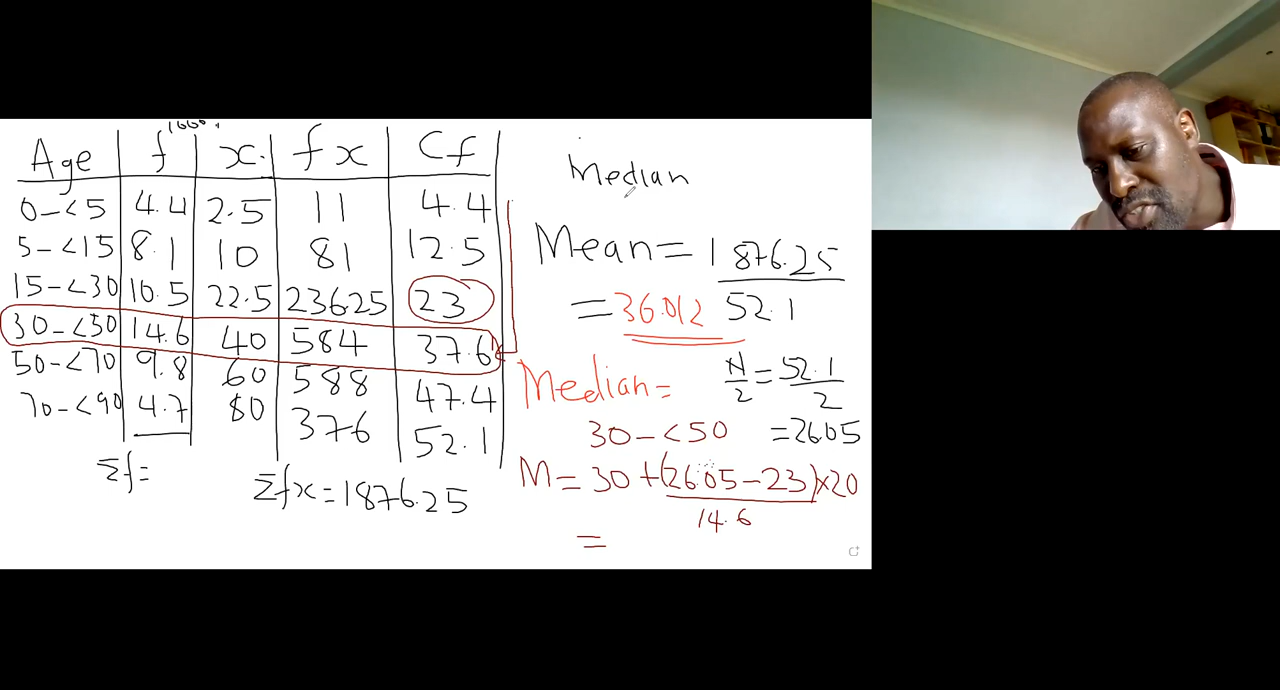 Age f x. fx Cf
0-<5 4.4 2.5 11 4.4
5-<15 8.1 10 81 12.5
15-<30 10.5 22.5 236.25 23
30-<50 14.6 40 584 37.6
50-<70 9.8 60 588 47.4
70-<90 4.7 80 376 52.1
Σf=
Σfx=1876.25
Median
Mean= 1876.25
52.1
=36.012
Median=
N/2=52.1/2
30-<50 =26.05
M=30+(26.05-23)×20
14.6
=